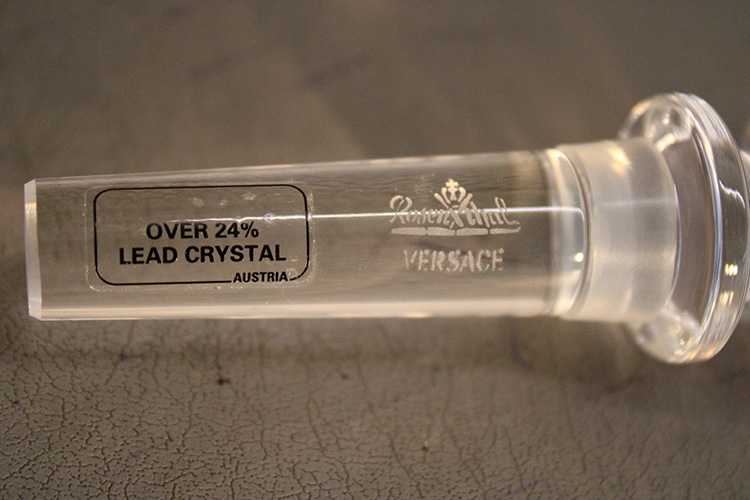 OVER 24%
LEAD CRYSTAL
AUSTRIA
Rosenthal
VERSACE